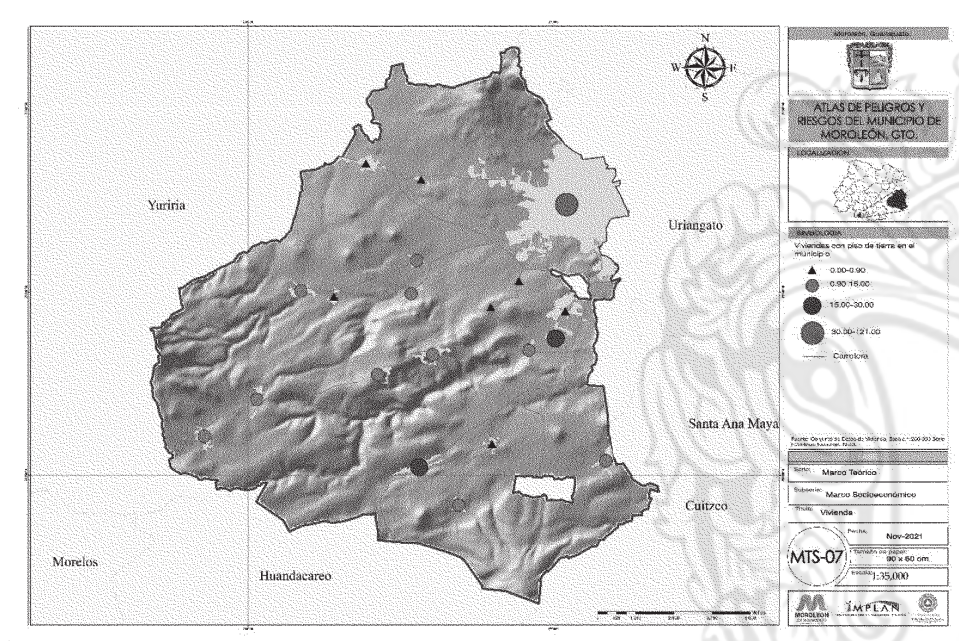 N
W
E
S
Yuriria
Uriangato
Santa Ana Maya
Cuitzeo
Morelos
Huandacareo
Moroleón, Guanajuato.
ATLAS DE PELIGROS Y
RIESGOS DEL MUNICIPIO DE
MOROLEÓN, GTO.
LOCALIZACIÓN
SIMBOLOGÍA
Viviendas con piso de tierra en el
municipio
0.00-0.90
0.90-15.00
15.00-30.00
30.00-121.00
Carretera
Serie: Marco Teórico
Subserie: Marco Socioeconómico
Título: Vivienda
MTS-07
Fecha: Nov-2021
Tamaño de papel: 90 x 60 cm
Escala: 1:35,000
MOROLEÓN
IMPLAN